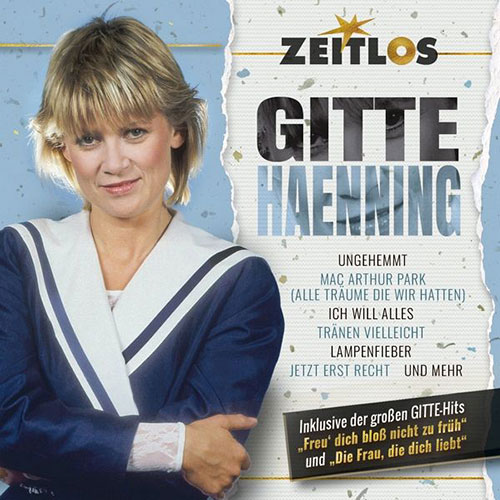 ZEITLOS
GITTE
HAENNING
UNGEHEMMT
MAC ARTHUR PARK
(ALLE TRÄUME DIE WIR HATTEN)
ICH WILL ALLES
TRÄNEN VIELLEICHT
LAMPENFIEBER
JETZT ERST RECHT UND MEHR
Inklusive der großen GITTE-Hits
„Freu‘ dich bloß nicht zu früh“
und „Die Frau, die dich liebt“